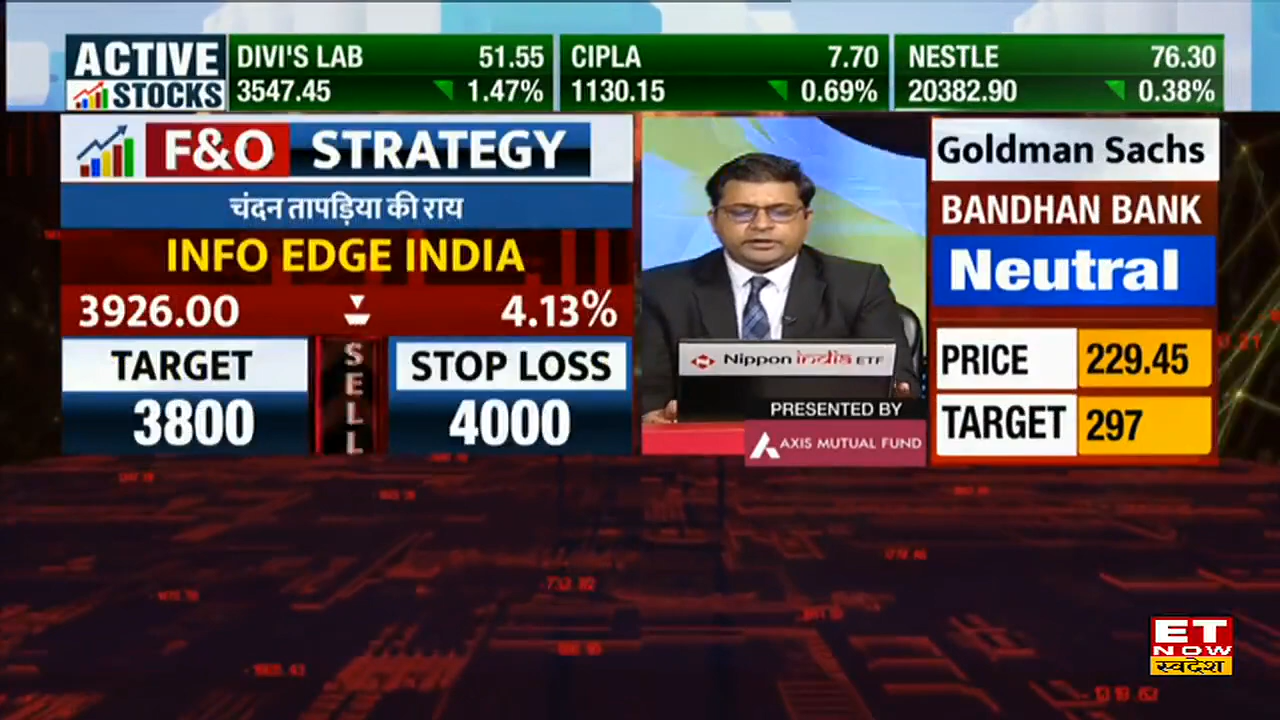 ACTIVE
STOCKS
DIVI'S LAB 51.55
3547.45 1.47%
CIPLA 7.70
1130.15 0.69%
NESTLE 76.30
20382.90 0.38%
F&O STRATEGY
चंदन तापड़िया की राय
INFO EDGE INDIA
3926.00 4.13%
TARGET
3800
SELL
STOP LOSS
4000
Nippon india ETF
PRESENTED BY
AXIS MUTUAL FUND
Goldman Sachs
BANDHAN BANK
Neutral
PRICE 229.45
TARGET 297
ET
NOW
स्वदेश